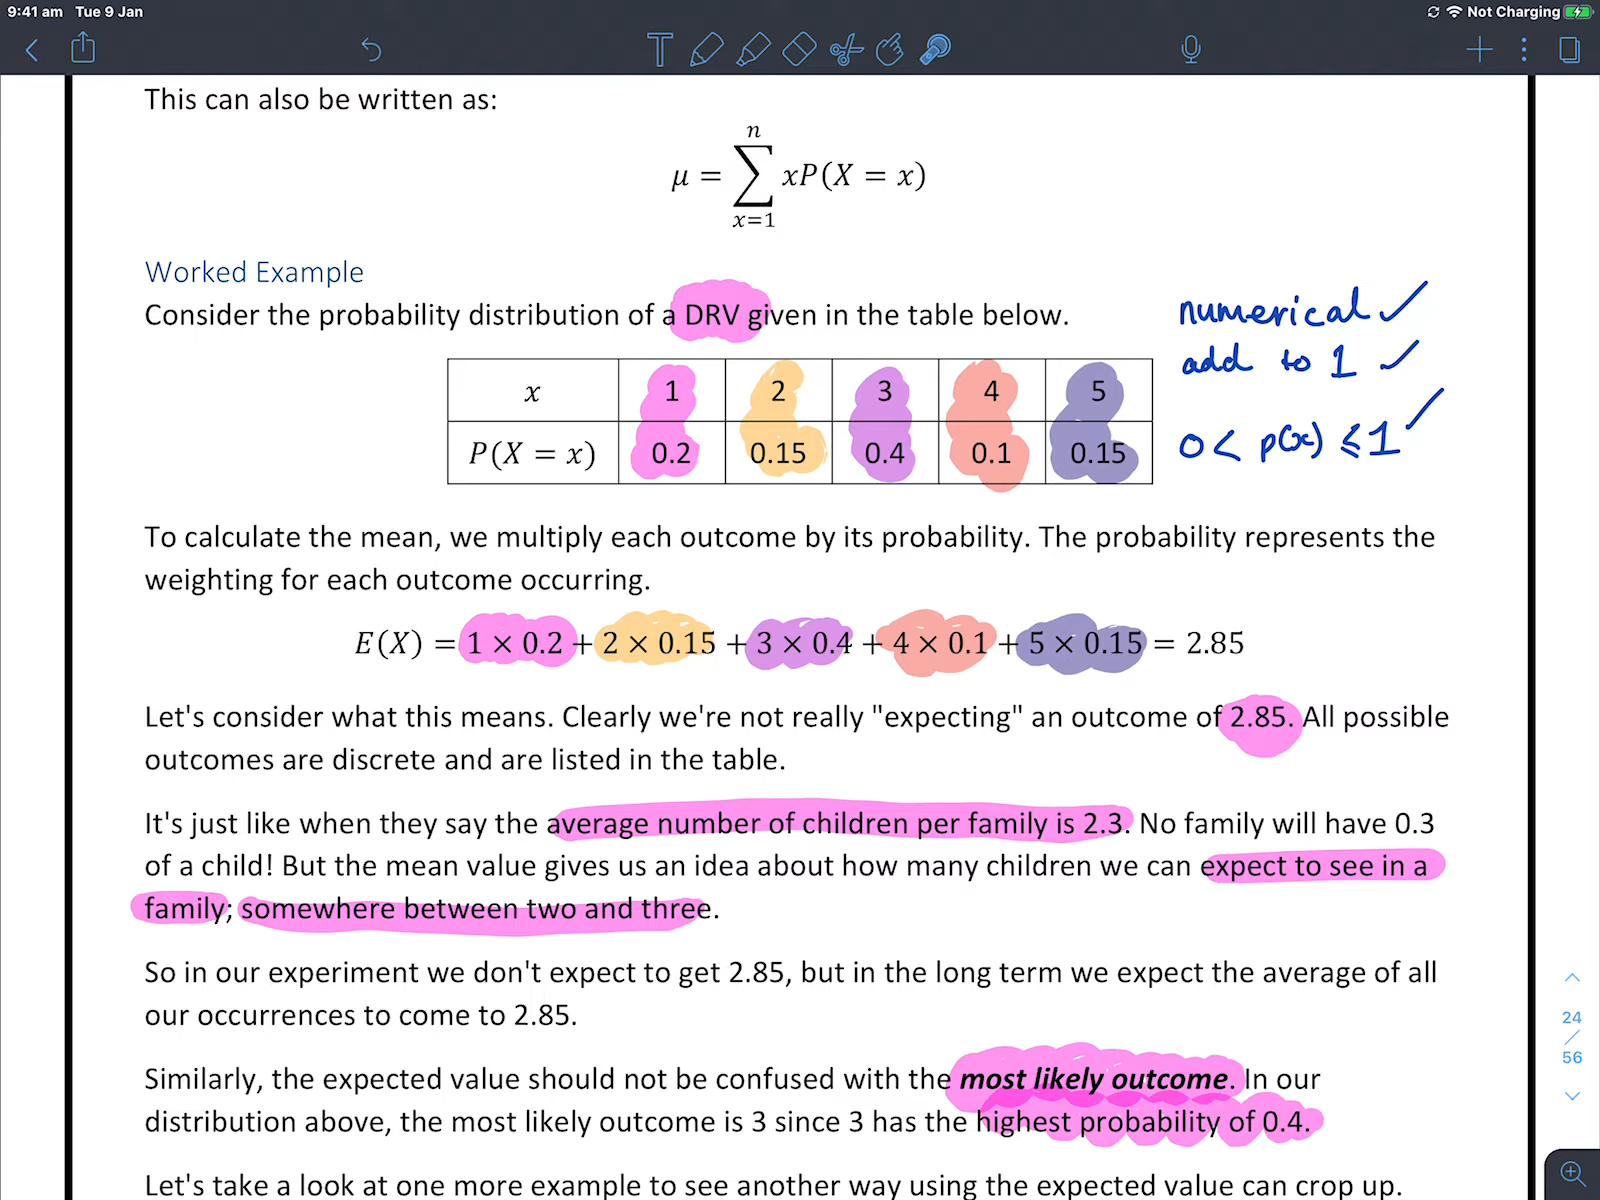 9:41 am Tue 9 Jan Not Charging
This can also be written as:
n
μ = ∑ xP(X = x)
x=1
Worked Example
Consider the probability distribution of a DRV given in the table below.
numerical ✓
add to 1 ✓
x 1 2 3 4 5
P(X = x) 0.2 0.15 0.4 0.1 0.15
0 < p(x) ≤ 1 ✓
To calculate the mean, we multiply each outcome by its probability. The probability represents the
weighting for each outcome occurring.
E(X) = 1 × 0.2 + 2 × 0.15 + 3 × 0.4 + 4 × 0.1 + 5 × 0.15 = 2.85
Let's consider what this means. Clearly we're not really "expecting" an outcome of 2.85. All possible
outcomes are discrete and are listed in the table.
It's just like when they say the average number of children per family is 2.3. No family will have 0.3
of a child! But the mean value gives us an idea about how many children we can expect to see in a
family; somewhere between two and three.
So in our experiment we don't expect to get 2.85, but in the long term we expect the average of all
our occurrences to come to 2.85.
24
/
56
Similarly, the expected value should not be confused with the most likely outcome. In our
distribution above, the most likely outcome is 3 since 3 has the highest probability of 0.4.
Let's take a look at one more example to see another way using the expected value can crop up.